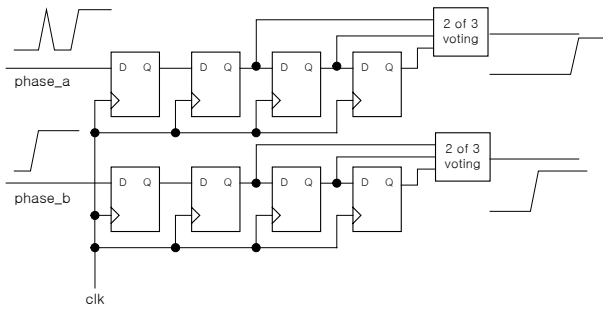 2 of 3
voting
D Q D Q D Q D Q
phase_a
2 of 3
voting
D Q D Q D Q D Q
phase_b
clk